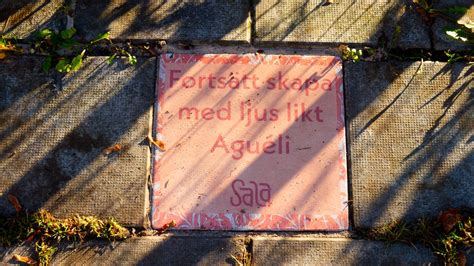 Fortsätt skapa
med ljus likt
Aguéli
Sala